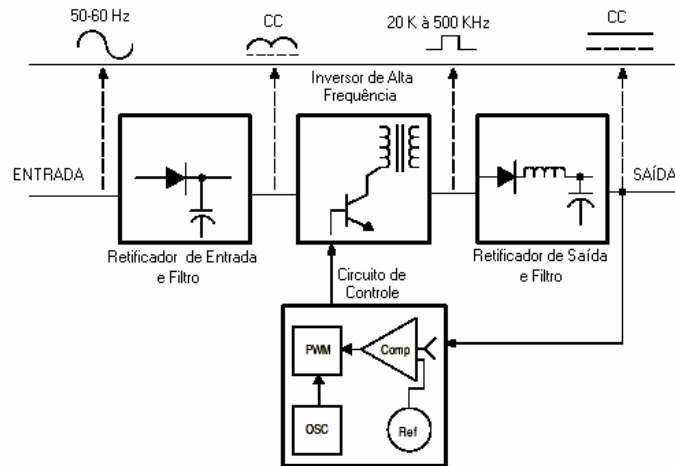 50-60 Hz
CC
20 K à 500 KHz
CC
Inversor de Alta
Frequência
ENTRADA
SAÍDA
Retificador de Entrada
e Filtro
Retificador de Saída
e Filtro
Circuito de
Controle
PWM
Comp
OSC
Ref